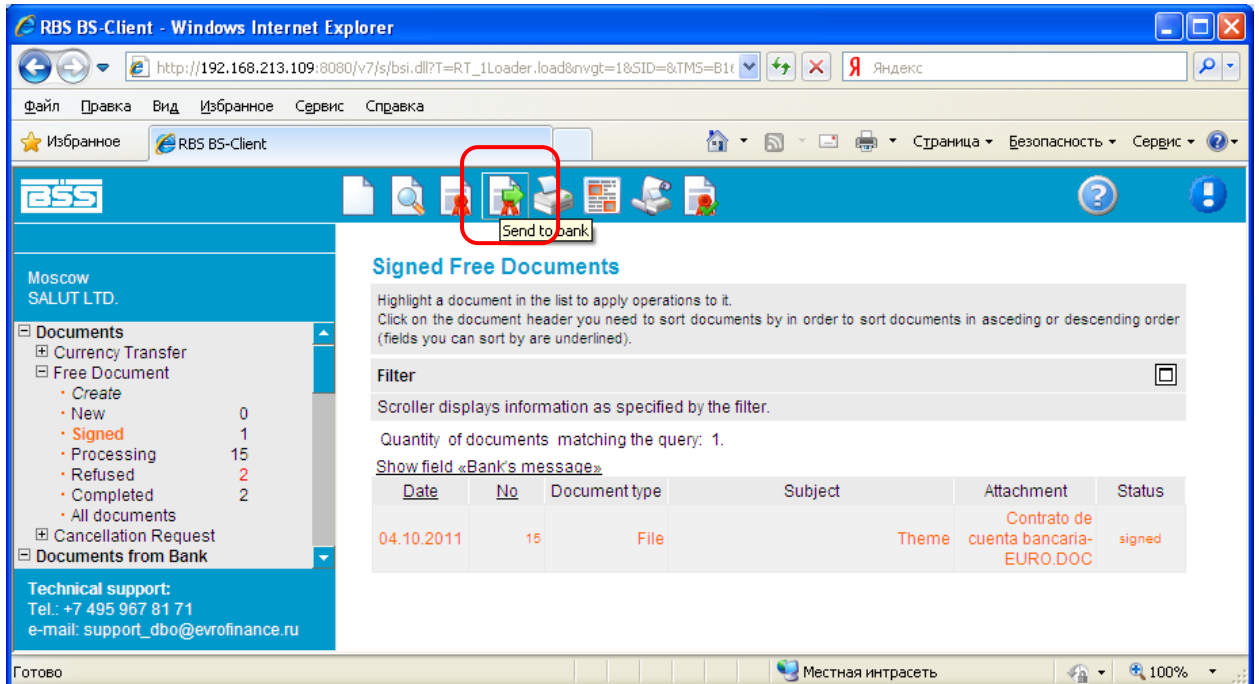 RBS BS-Client - Windows Internet Explorer
http://192.168.213.109:8080/v7/s/bsi.dll?T=RT_1Loader.load&nvgt=1&SID=&TMS=B1
Я Яндекс
Файл Правка Вид Избранное Сервис Справка
Избранное
RBS BS-Client
Страница
Безопасность
Сервис
BSS
Send to bank
Moscow
SALUT LTD.
Documents
Currency Transfer
Free Document
Create
New 0
Signed 1
Processing 15
Refused 2
Completed 2
All documents
Cancellation Request
Documents from Bank
Technical support:
Tel.: +7 495 967 81 71
e-mail: support_dbo@evrofinance.ru
Signed Free Documents
Highlight a document in the list to apply operations to it.
Click on the document header you need to sort documents by in order to sort documents in asceding or descending order
(fields you can sort by are underlined).
Filter
Scroller displays information as specified by the filter.
Quantity of documents matching the query: 1.
Show field «Bank's message»
Date No Document type Subject Attachment Status
04.10.2011 15 File Theme Contrato de
cuenta bancaria-
EURO.DOC signed
Готово
Местная интрасеть
100%